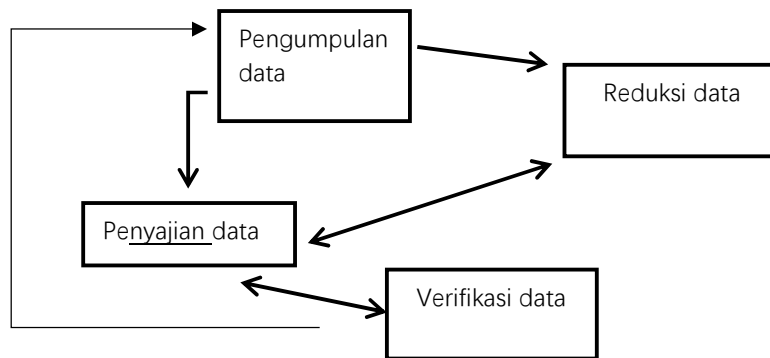 Pengumpulan
data
Reduksi data
Penyajian data
Verifikasi data